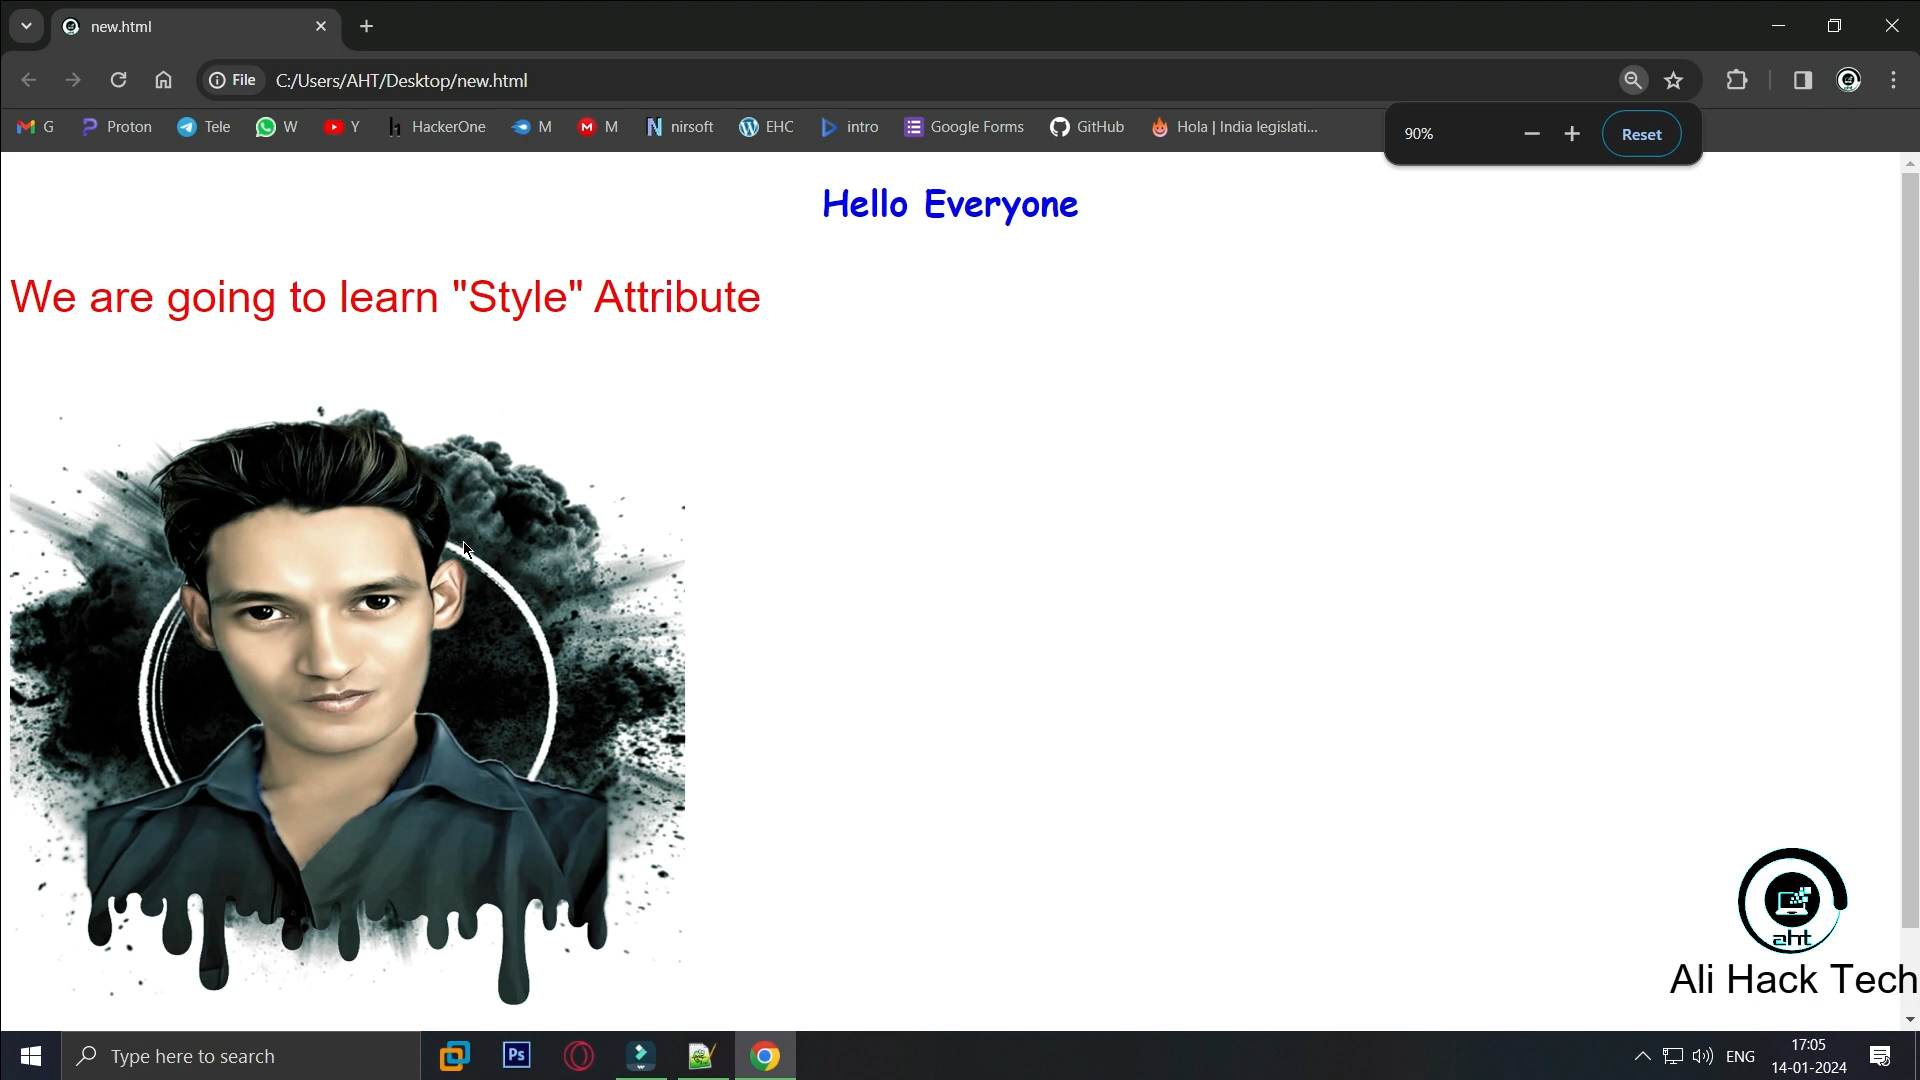 new.html
File C:/Users/AHT/Desktop/new.html
G Proton Tele W Y HackerOne M M nirsoft EHC intro Google Forms GitHub Hola | India legislati...
90% Reset
Hello Everyone
We are going to learn "Style" Attribute
aht
Ali Hack Tech
Type here to search
Ps
ENG
17:05
14-01-2024